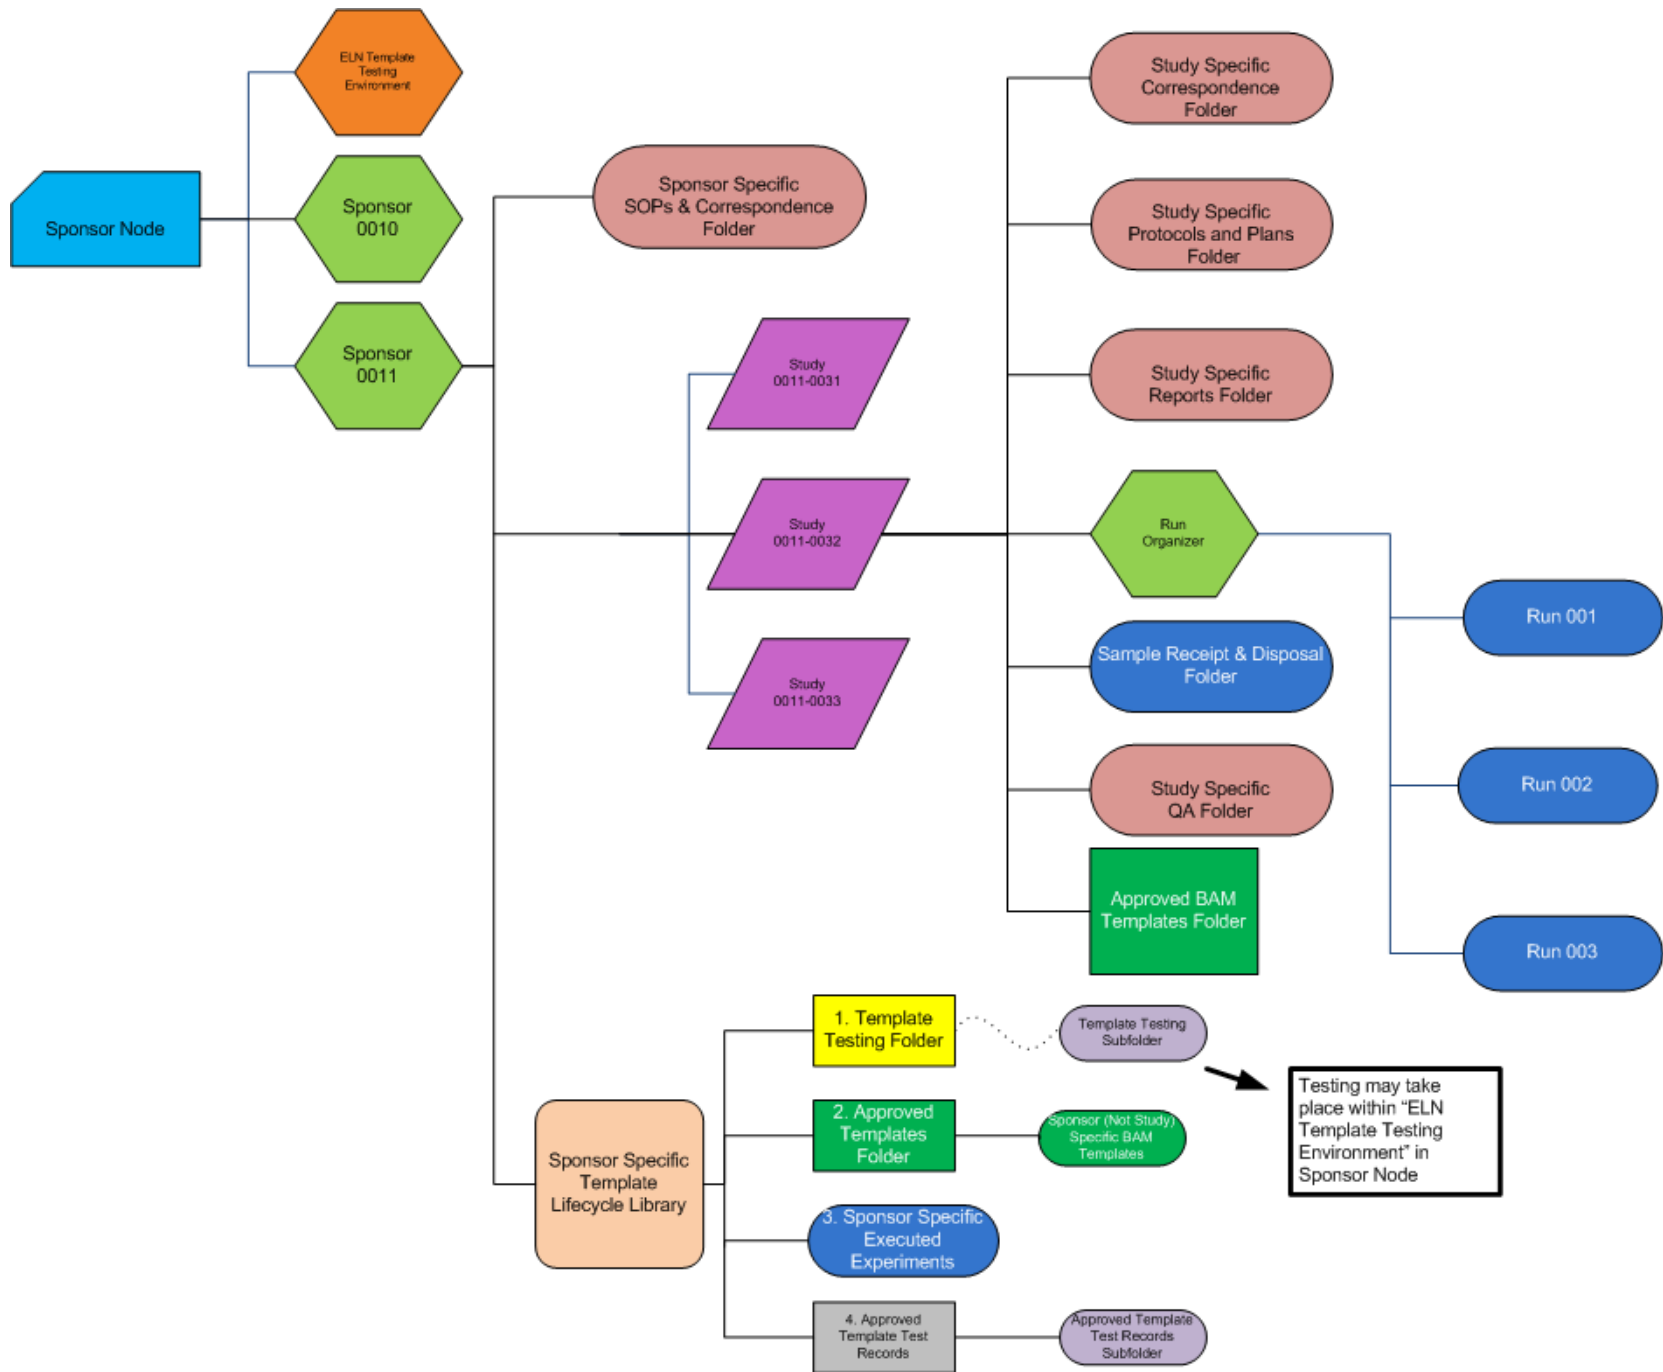 ELN Template
Testing
Environment
Sponsor Node
Sponsor
0010
Sponsor
0011
Sponsor Specific
SOPs & Correspondence
Folder
Study
0011-0031
Study
0011-0032
Study
0011-0033
Study Specific
Correspondence
Folder
Study Specific
Protocols and Plans
Folder
Study Specific
Reports Folder
Run
Organizer
Sample Receipt & Disposal
Folder
Study Specific
QA Folder
Approved BAM
Templates Folder
Run 001
Run 002
Run 003
Sponsor Specific
Template
Lifecycle Library
1. Template
Testing Folder
Template Testing
Subfolder
Testing may take
place within “ELN
Template Testing
Environment” in
Sponsor Node
2. Approved
Templates
Folder
Sponsor (Not Study)
Specific BAM
Templates
3. Sponsor Specific
Executed
Experiments
4. Approved
Template Test
Records
Approved Template
Test Records
Subfolder